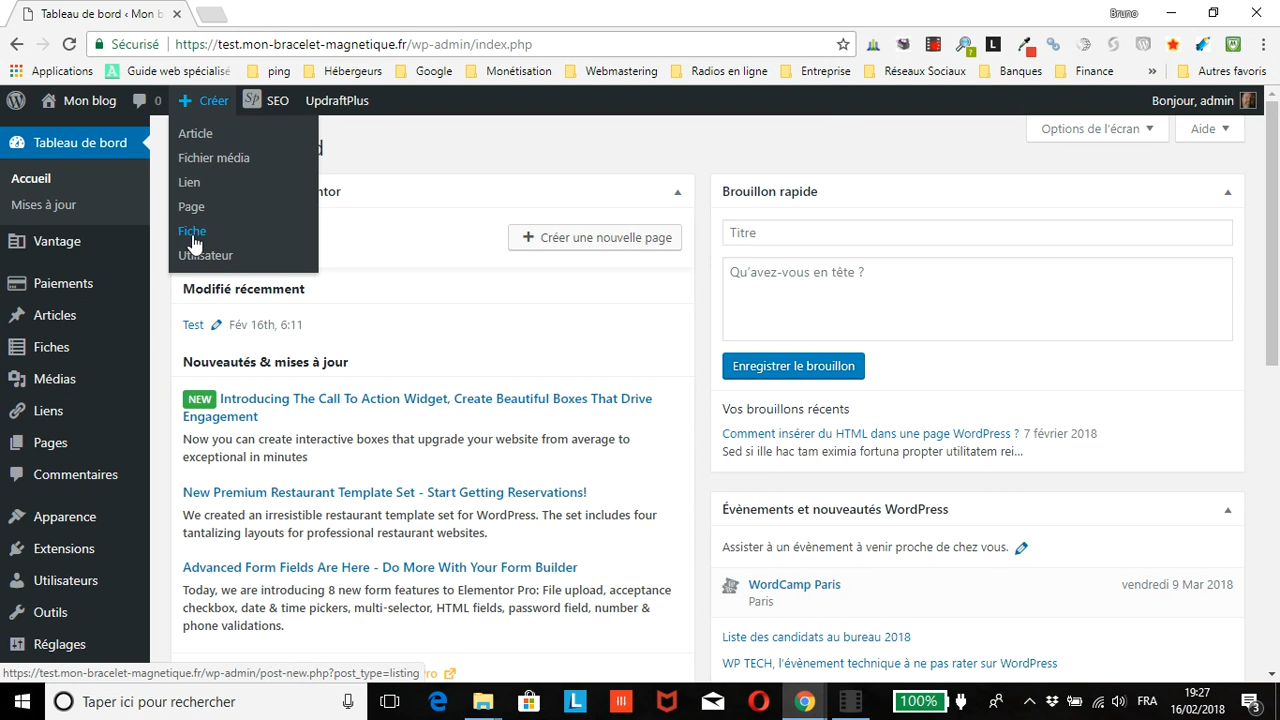 Tableau de bord ‹ Mon b
Bruno
Sécurisé
https://test.mon-bracelet-magnetique.fr/wp-admin/index.php
Applications
Guide web spécialisé
ping
Hébergeurs
Google
Monétisation
Webmastering
Radios en ligne
Entreprise
Réseaux Sociaux
Banques
Finance
»
Autres favoris
Mon blog
0
Créer
Sp
SEO
UpdraftPlus
Bonjour, admin
Options de l'écran
Aide
Tableau de bord
Accueil
Mises à jour
Vantage
Paiements
Articles
Fiches
Médias
Liens
Pages
Commentaires
Apparence
Extensions
Utilisateurs
Outils
Réglages
Article
Fichier média
Lien
Page
Fiche
Utilisateur
d
ntor
Créer une nouvelle page
Modifié récemment
Test
Fév 16th, 6:11
Nouveautés & mises à jour
NEW Introducing The Call To Action Widget, Create Beautiful Boxes That Drive
Engagement
Now you can create interactive boxes that upgrade your website from average to
exceptional in minutes
New Premium Restaurant Template Set - Start Getting Reservations!
We created an irresistible restaurant template set for WordPress. The set includes four
tantalizing layouts for professional restaurant websites.
Advanced Form Fields Are Here - Do More With Your Form Builder
Today, we are introducing 8 new form features to Elementor Pro: File upload, acceptance
checkbox, date & time pickers, multi-selector, HTML fields, password field, number &
phone validations.
ro
Brouillon rapide
Titre
Qu'avez-vous en tête ?
Enregistrer le brouillon
Vos brouillons récents
Comment insérer du HTML dans une page WordPress ? 7 février 2018
Sed si ille hac tam eximia fortuna propter utilitatem rei…
Évènements et nouveautés WordPress
Assister à un évènement à venir proche de chez vous.
WordCamp Paris
vendredi 9 Mar 2018
Paris
Liste des candidats au bureau 2018
WP TECH, l'évènement technique à ne pas rater sur WordPress
https://test.mon-bracelet-magnetique.fr/wp-admin/post-new.php?post_type=listing
Taper ici pour rechercher
100%
FRA
19:27
16/02/2018
3